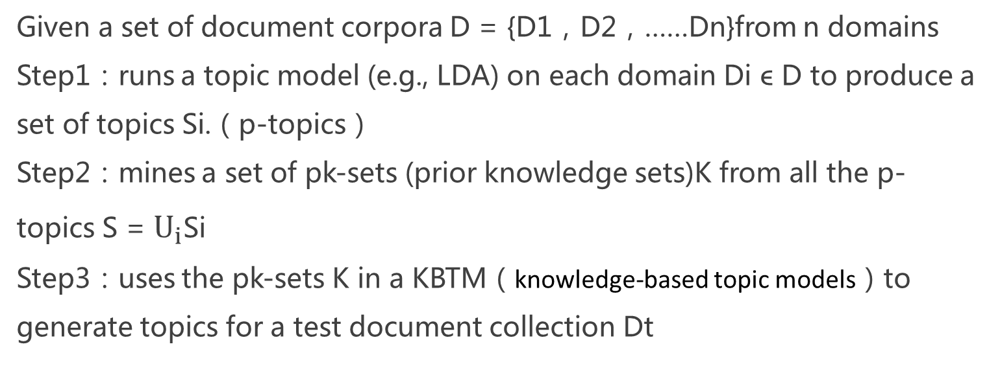 Given a set of document corpora D = {D1，D2，......Dn}from n domains
Step1：runs a topic model (e.g., LDA) on each domain Di ϵ D to produce a
set of topics Si.（p-topics）
Step2：mines a set of pk-sets (prior knowledge sets)K from all the p-
topics S = UᵢSi
Step3：uses the pk-sets K in a KBTM（knowledge-based topic models）to
generate topics for a test document collection Dt